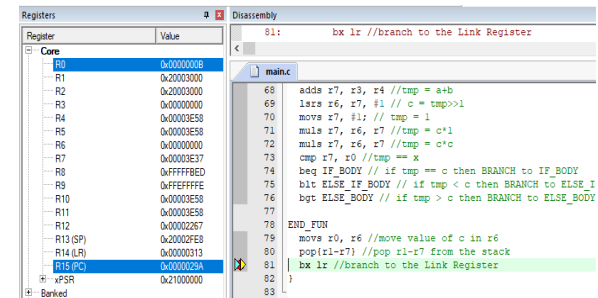 Registers
Register Value
Core
R0 0x0000000B
R1 0x20003000
R2 0x20003000
R3 0x00000000
R4 0x00003E58
R5 0x00003E58
R6 0x00000000
R7 0x00003E37
R8 0xFFFFFBED
R9 0xFFEFFFFE
R10 0x00003E58
R11 0x00003E58
R12 0x00002267
R13 (SP) 0x20002FE8
R14 (LR) 0x00000313
R15 (PC) 0x0000029A
xPSR 0x21000000
Banked
Disassembly
81: bx lr //branch to the Link Register
main.c
68 adds r7, r3, r4 //tmp = a+b
69 lsrs r6, r7, #1 // c = tmp>>1
70 movs r7, #1; // tmp = 1
71 muls r7, r6, r7 //tmp = c*1
72 muls r7, r6, r7 //tmp = c*c
73 cmp r7, r0 //tmp == x
74 beq IF_BODY // if tmp == c then BRANCH to IF_BODY
75 blt ELSE_IF_BODY // if tmp < c then BRANCH to ELSE_I
76 bgt ELSE_BODY // if tmp > c then BRANCH to ELSE_BODY
77
78 END_FUN
79 movs r0, r6 //move value of c in r6
80 pop{r1-r7} //pop r1-r7 from the stack
81 bx lr //branch to the Link Register
82 }
83